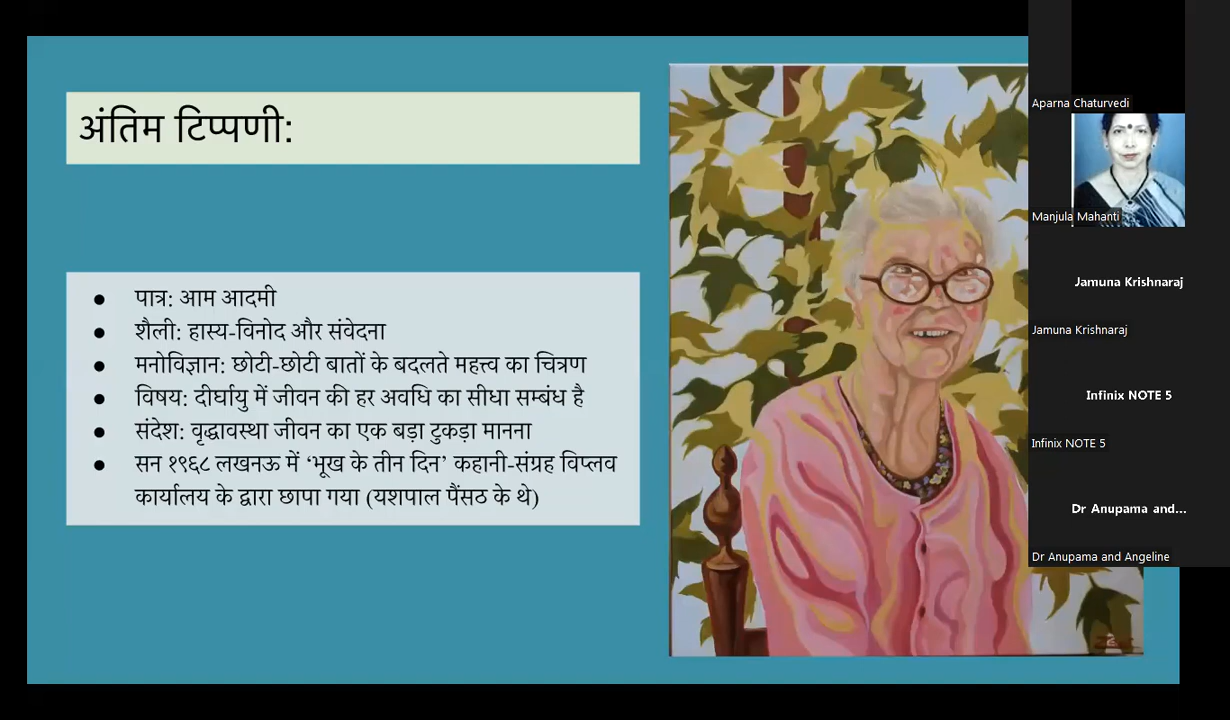 अंतिम टिप्पणी:
● पात्र: आम आदमी
● शैली: हास्य-विनोद और संवेदना
● मनोविज्ञान: छोटी-छोटी बातों के बदलते महत्त्व का चित्रण
● विषय: दीर्घायु में जीवन की हर अवधि का सीधा सम्बंध है
● संदेश: वृद्धावस्था जीवन का एक बड़ा टुकड़ा मानना
● सन १९६८ लखनऊ में ‘भूख के तीन दिन’ कहानी-संग्रह विप्लव
कार्यालय के द्वारा छापा गया (यशपाल पैंसठ के थे)
Aparna Chaturvedi
Manjula Mahanti
Jamuna Krishnaraj
Jamuna Krishnaraj
Infinix NOTE 5
Infinix NOTE 5
Dr Anupama and...
Dr Anupama and Angeline